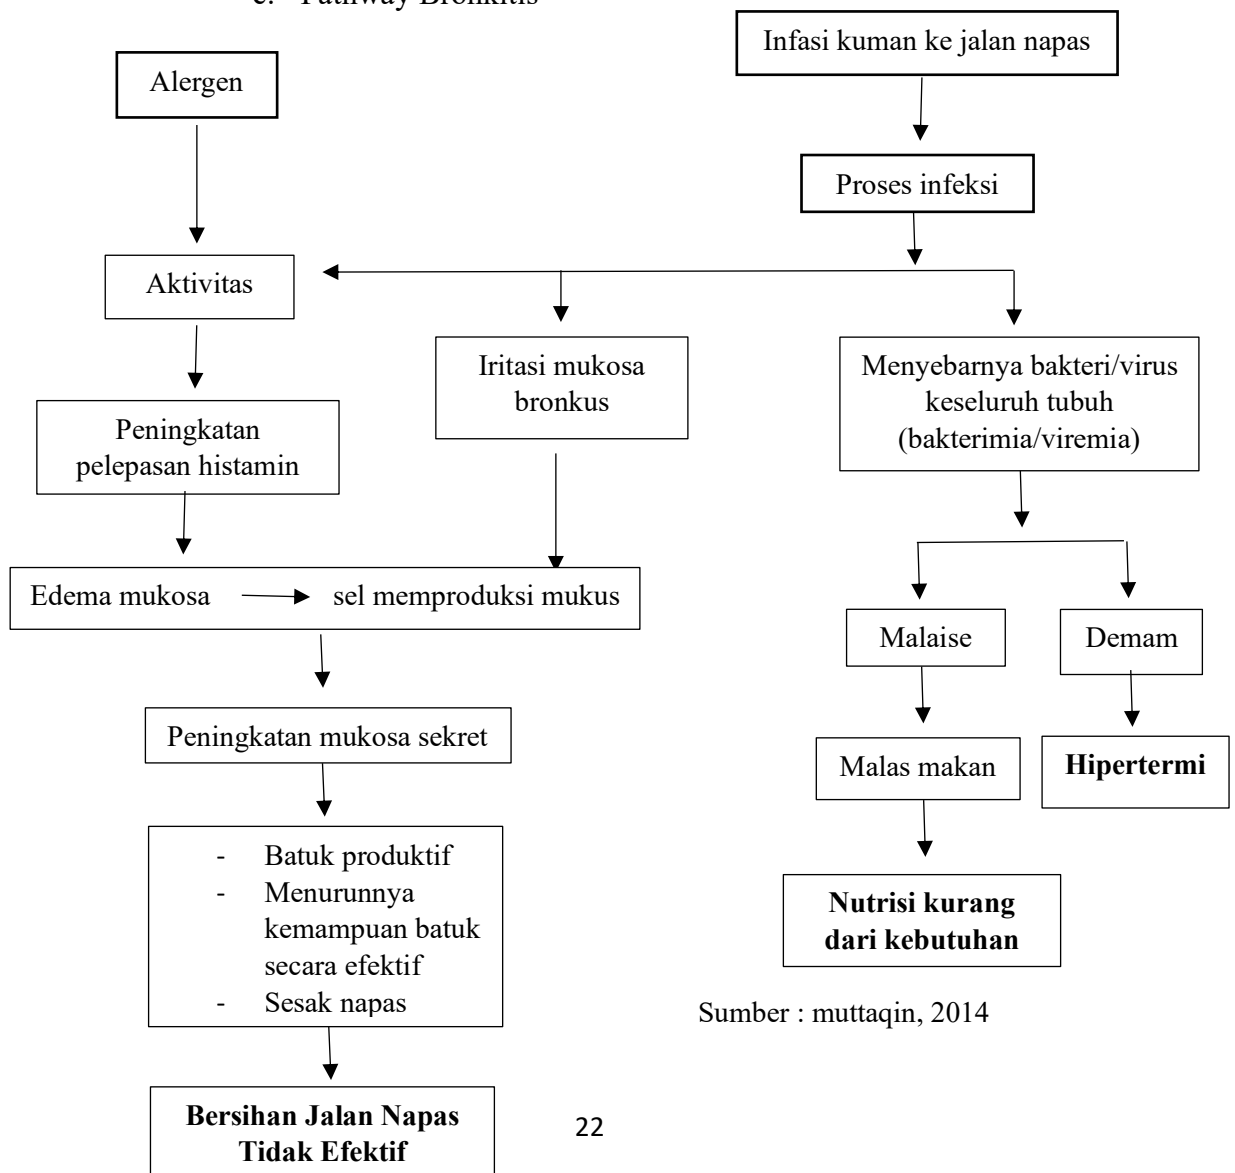 c. Pathway Bronkitis
Infasi kuman ke jalan napas
Alergen
Proses infeksi
Aktivitas
Iritasi mukosa
bronkus
Menyebarnya bakteri/virus
keseluruh tubuh
(bakterimia/viremia)
Peningkatan
pelepasan histamin
Edema mukosa sel memproduksi mukus
Malaise
Demam
Peningkatan mukosa sekret
Malas makan
Hipertermi
- Batuk produktif
- Menurunnya
kemampuan batuk
secara efektif
- Sesak napas
Nutrisi kurang
dari kebutuhan
Sumber : muttaqin, 2014
Bersihan Jalan Napas
Tidak Efektif
22